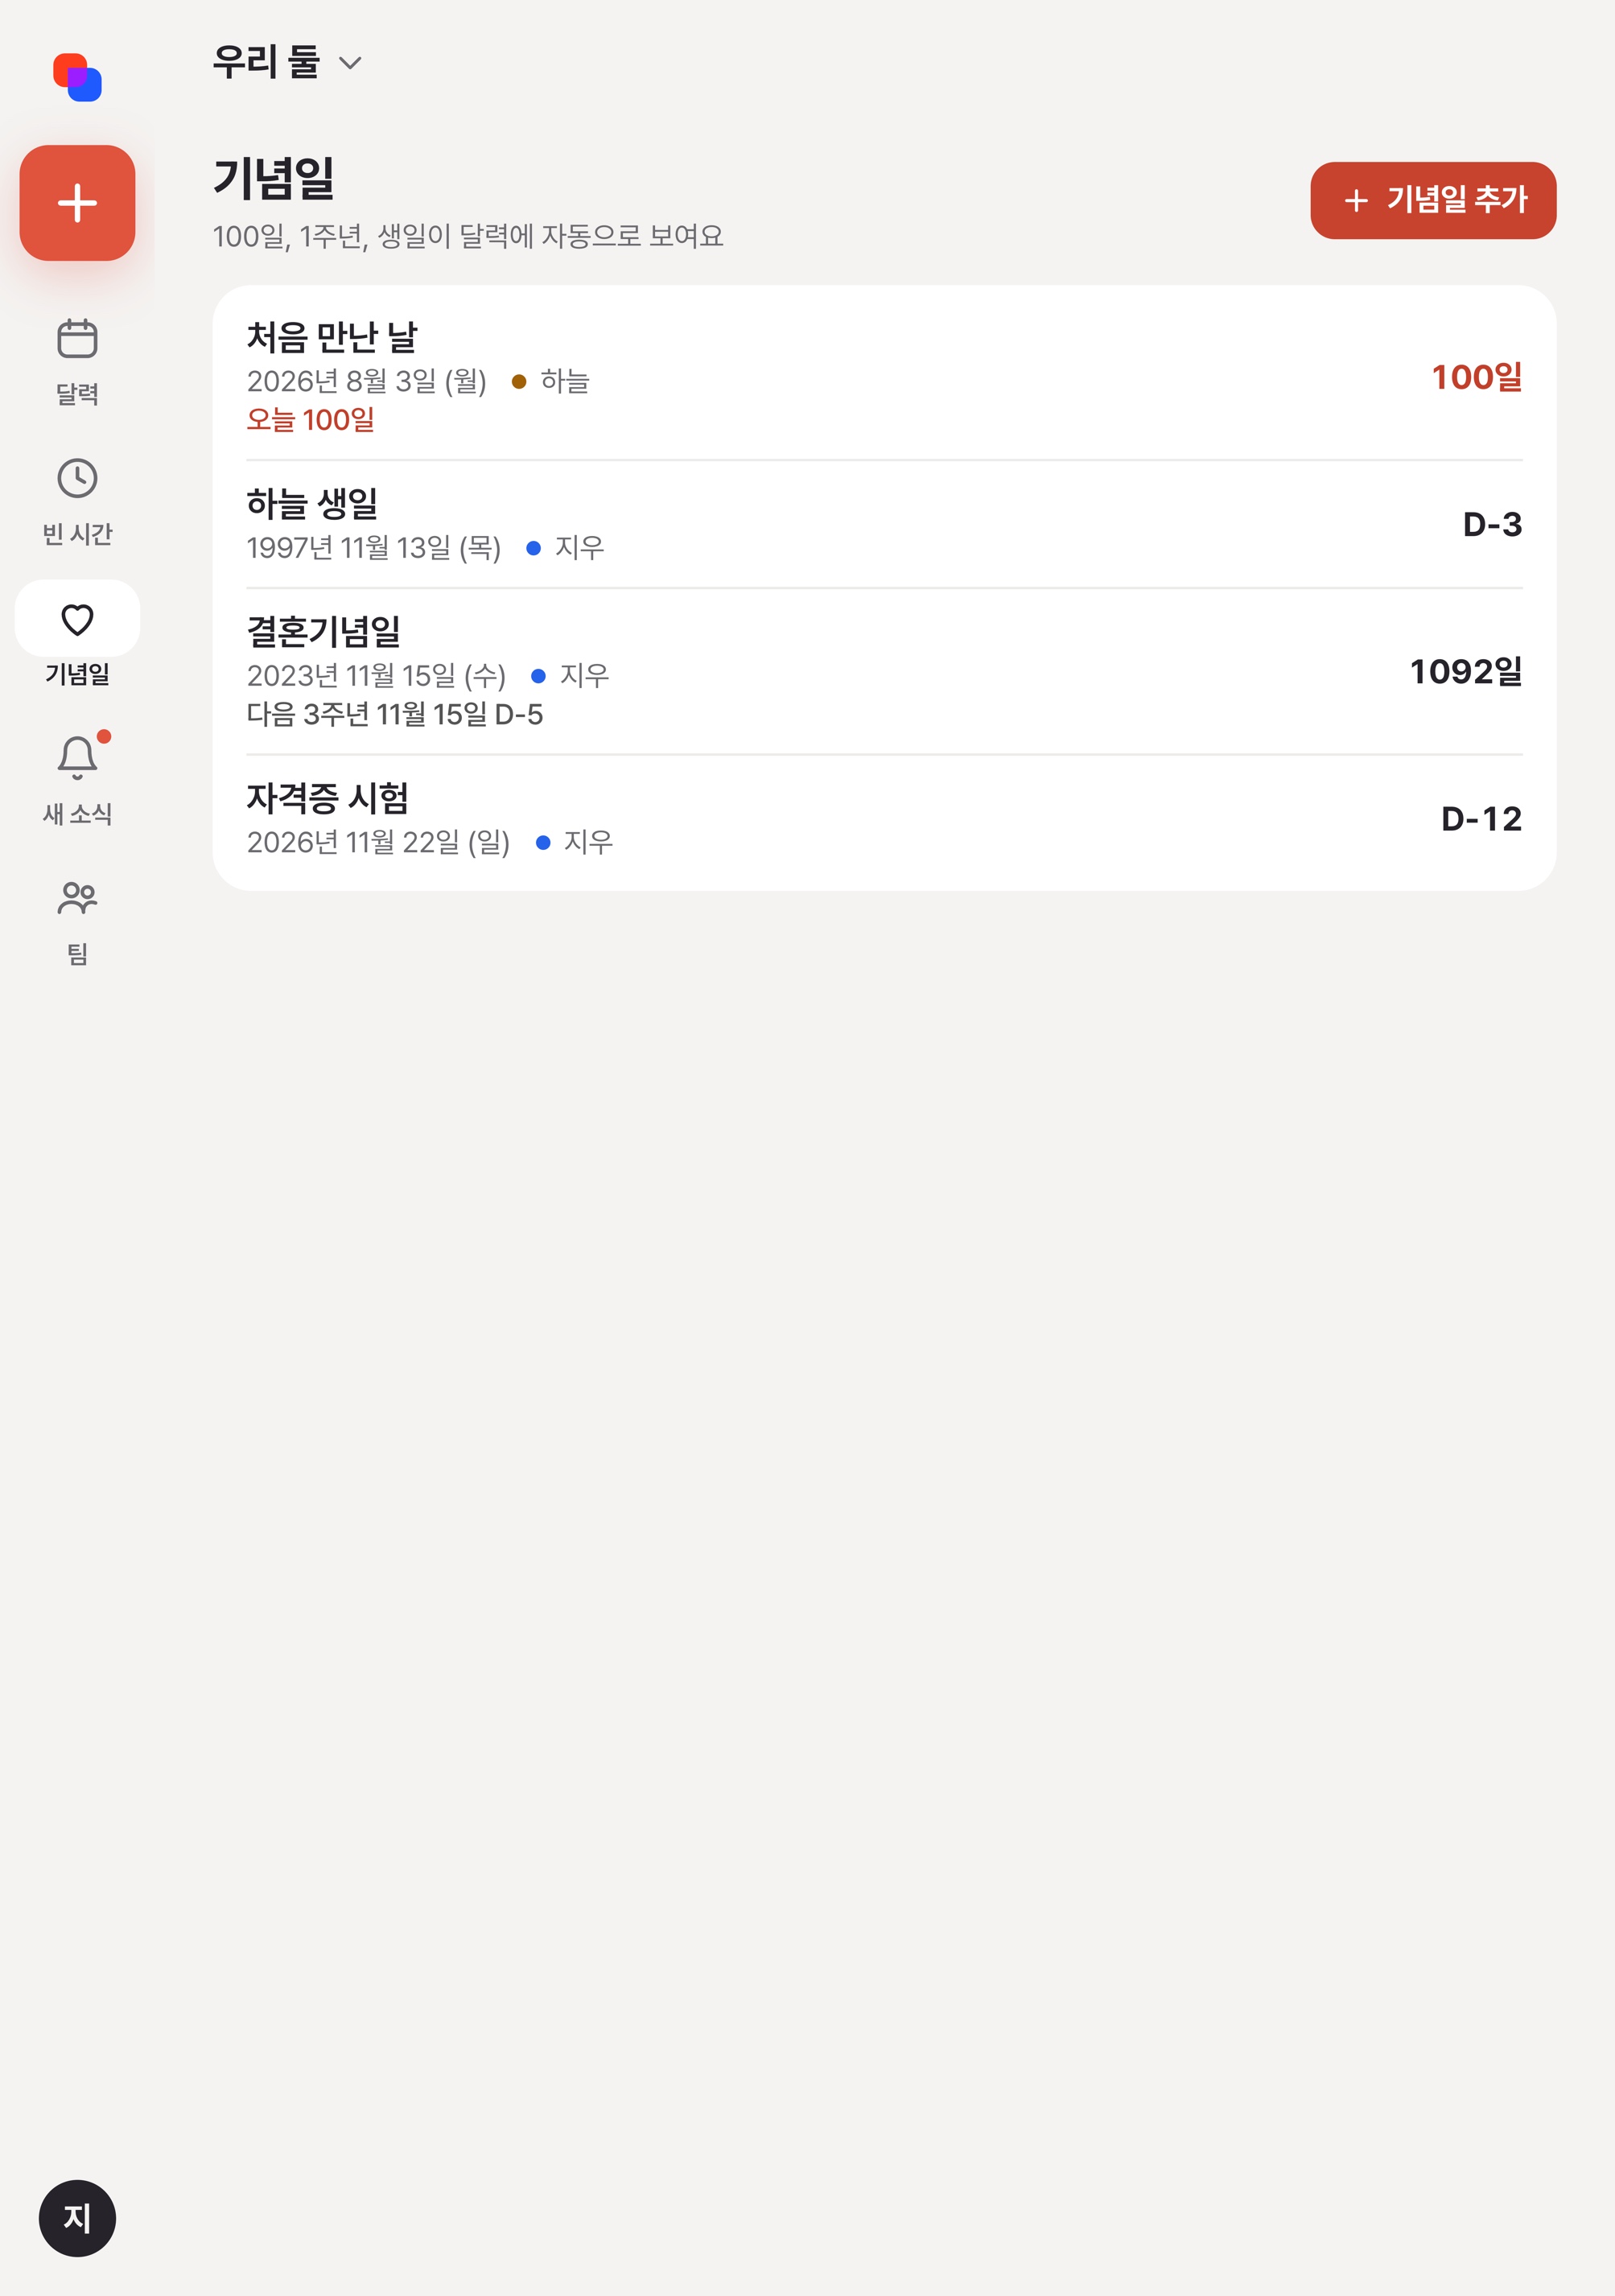 우리 둘
기념일
100일, 1주년, 생일이 달력에 자동으로 보여요
기념일 추가
달력
빈 시간
기념일
새 소식
팀
지
처음 만난 날
2026년 8월 3일 (월) 하늘
오늘 100일
100일
하늘 생일
1997년 11월 13일 (목) 지우
D-3
결혼기념일
2023년 11월 15일 (수) 지우
다음 3주년 11월 15일 D-5
1092일
자격증 시험
2026년 11월 22일 (일) 지우
D-12